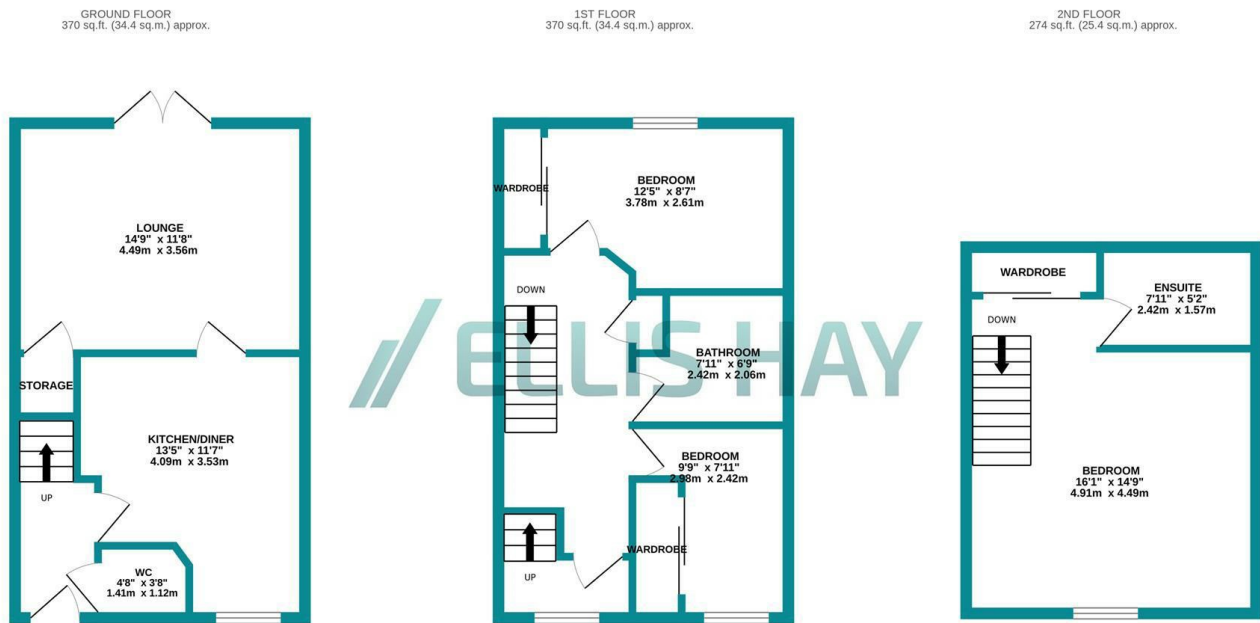 GROUND FLOOR
370 sq.ft. (34.4 sq.m.) approx.
1ST FLOOR
370 sq.ft. (34.4 sq.m.) approx.
2ND FLOOR
274 sq.ft. (25.4 sq.m.) approx.
LOUNGE
14'9" x 11'8"
4.49m x 3.56m
STORAGE
KITCHEN/DINER
13'5" x 11'7"
4.09m x 3.53m
UP
WC
4'8" x 3'8"
1.41m x 1.12m
WARDROBE
BEDROOM
12'5" x 8'7"
3.78m x 2.61m
DOWN
BATHROOM
7'11" x 6'9"
2.42m x 2.06m
BEDROOM
9'9" x 7'11"
2.98m x 2.42m
WARDROBE
UP
WARDROBE
ENSUITE
7'11" x 5'2"
2.42m x 1.57m
DOWN
BEDROOM
16'1" x 14'9"
4.91m x 4.49m
ELLIS HAY